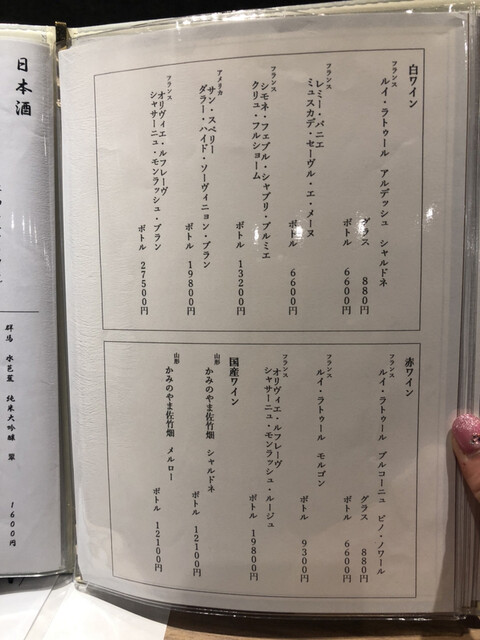 白ワイン
フランス
ルイ・ラトゥール アルデッシュ シャルドネ
グラス 880円
ボトル 6600円
フランス
レミー・パニエ
ミュスカデ・セーヴル・エ・メーヌ
ボトル 6600円
フランス
シモネ・フェブル・シャブリ・プルミエ
クリュ・フルショーム
ボトル 13200円
アメリカ
サン・スペリー
ダラー・ハイド・ソーヴィニョン・ブラン
ボトル 19800円
フランス
オリヴィエ・ルフレーヴ
シャサーニュ・モンラッシュ・ブラン
ボトル 27500円
赤ワイン
フランス
ルイ・ラトゥール ブルゴーニュ ピノ・ノワール
グラス 880円
ボトル 6600円
フランス
ルイ・ラトゥール モルゴン
ボトル 9300円
フランス
オリヴィエ・ルフレーヴ
シャサーニュ・モンラッシュ・ルージュ
ボトル 19800円
国産ワイン
山形
かみのやま佐竹畑 シャルドネ
ボトル 12100円
山形
かみのやま佐竹畑 メルロー
ボトル 12100円
日本酒
群馬 水芭蕉 純米大吟醸 翠 1600円